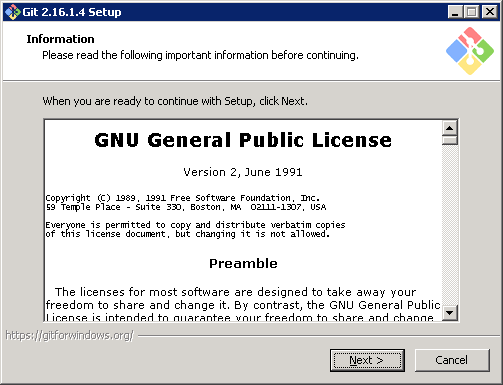 Git 2.16.1.4 Setup
Information
Please read the following important information before continuing.
When you are ready to continue with Setup, click Next.
GNU General Public License
Version 2, June 1991
Copyright (C) 1989, 1991 Free Software Foundation, Inc.
59 Temple Place - Suite 330, Boston, MA  02111-1307, USA
Everyone is permitted to copy and distribute verbatim copies
of this license document, but changing it is not allowed.
Preamble
The licenses for most software are designed to take away your
freedom to share and change it. By contrast, the GNU General Public
License is intended to guarantee your freedom to share and change
https://gitforwindows.org/
Next >
Cancel